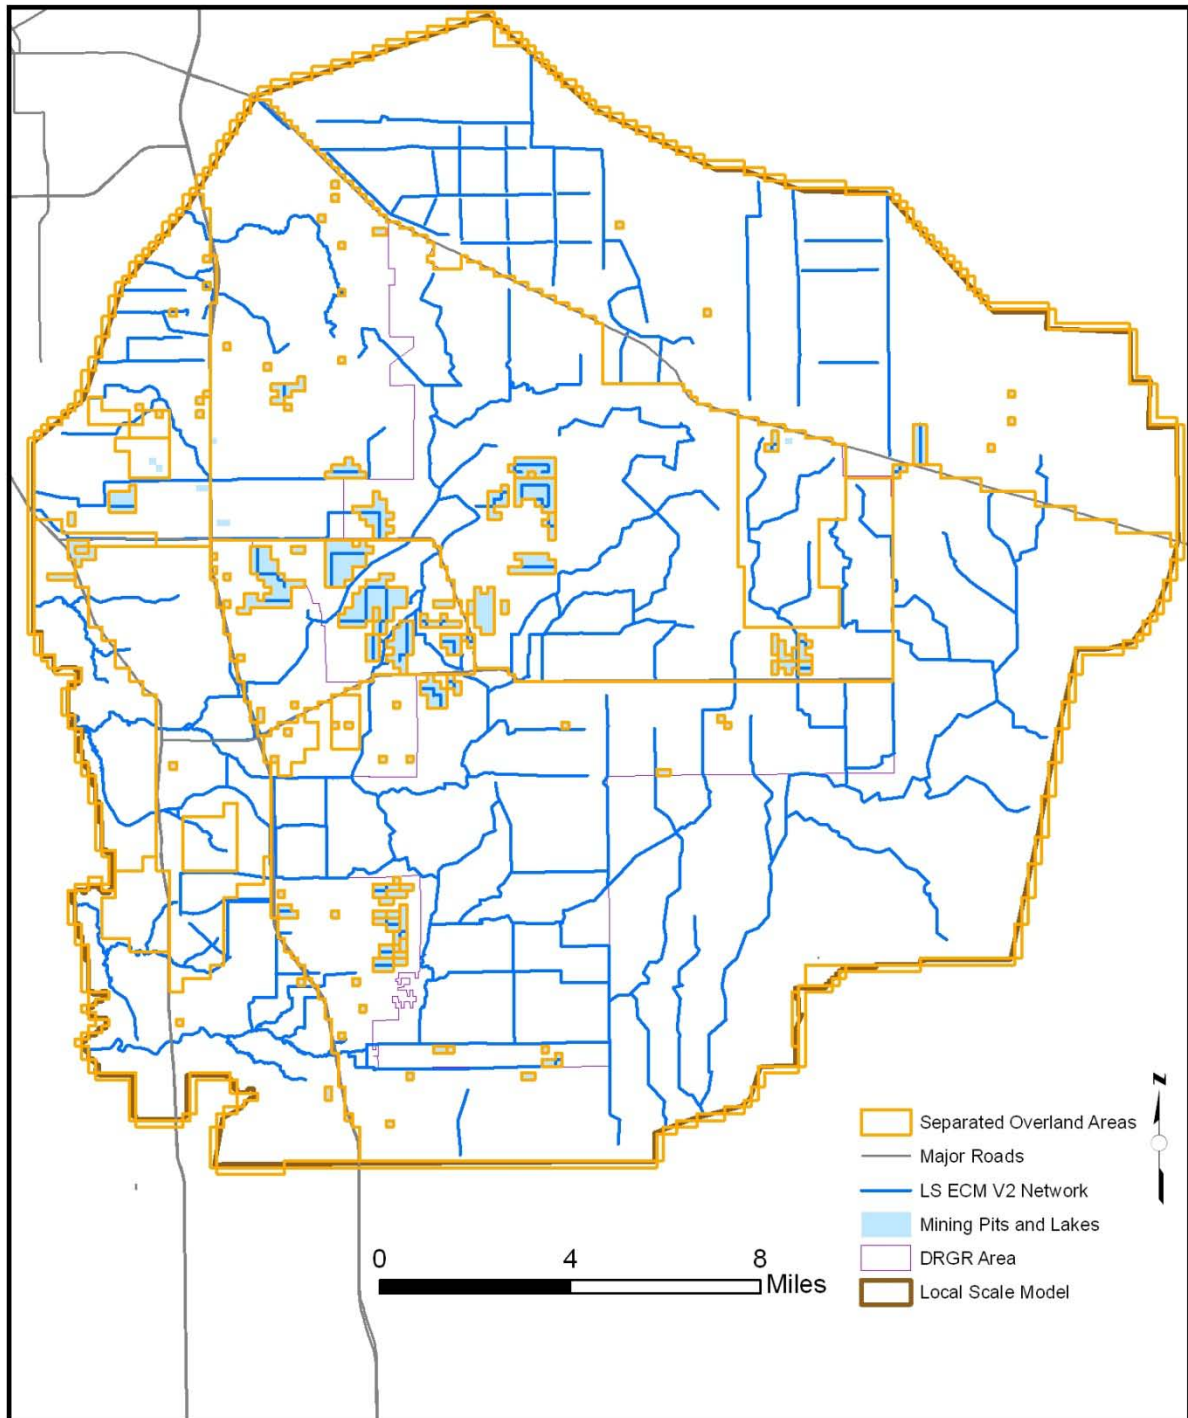 Separated Overland Areas
Major Roads
LS ECM V2 Network
Mining Pits and Lakes
DRGR Area
Local Scale Model
0 4 8
Miles
N